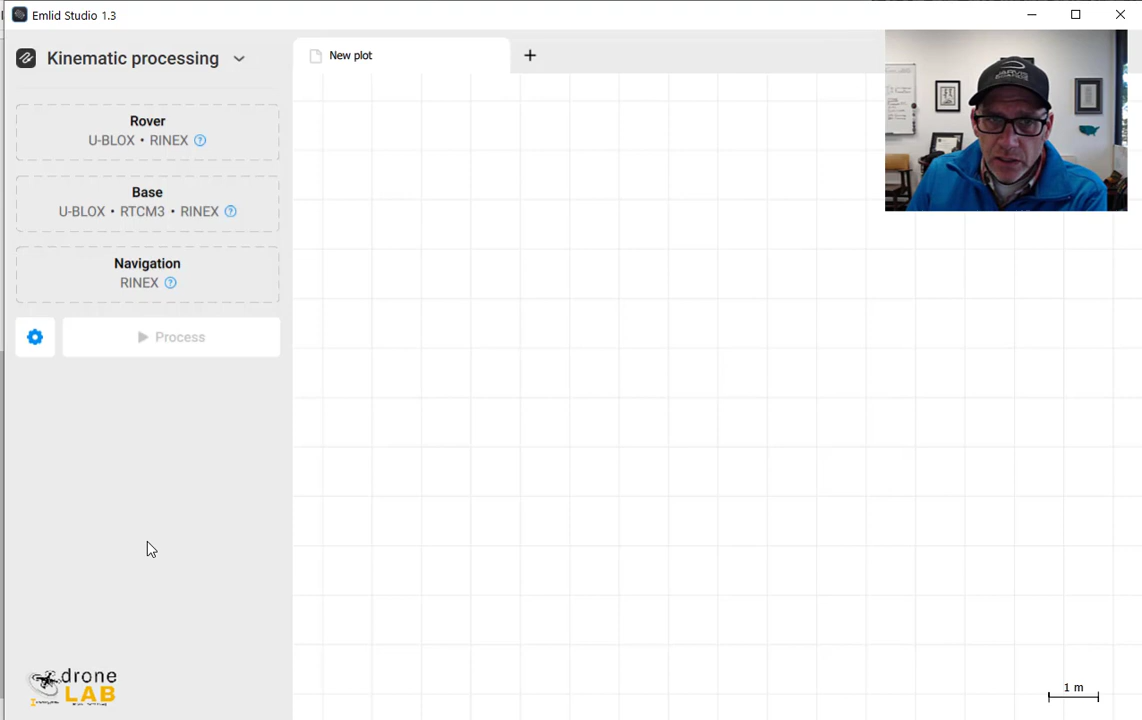 Emlid Studio 1.3
Kinematic processing
New plot
+
Rover
U-BLOX • RINEX ?
Base
U-BLOX • RTCM3 • RINEX ?
Navigation
RINEX ?
Process
JARVIS
drone
LAB
1 m